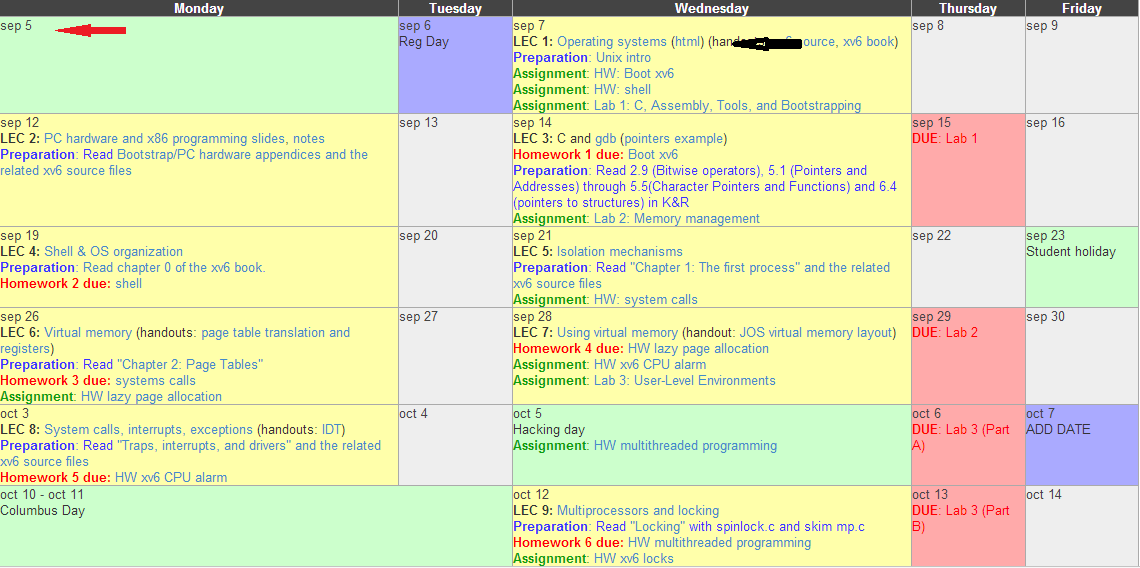 Monday
Tuesday
Wednesday
Thursday
Friday
sep 5
sep 6
Reg Day
sep 7
LEC 1: Operating systems (html) (hand ource, xv6 book)
Preparation: Unix intro
Assignment: HW: Boot xv6
Assignment: HW: shell
Assignment: Lab 1: C, Assembly, Tools, and Bootstrapping
sep 8
sep 9
sep 12
LEC 2: PC hardware and x86 programming slides, notes
Preparation: Read Bootstrap/PC hardware appendices and the
related xv6 source files
sep 13
sep 14
LEC 3: C and gdb (pointers example)
Homework 1 due: Boot xv6
Preparation: Read 2.9 (Bitwise operators), 5.1 (Pointers and
Addresses) through 5.5(Character Pointers and Functions) and 6.4
(pointers to structures) in K&R
Assignment: Lab 2: Memory management
sep 15
DUE: Lab 1
sep 16
sep 19
LEC 4: Shell & OS organization
Preparation: Read chapter 0 of the xv6 book.
Homework 2 due: shell
sep 20
sep 21
LEC 5: Isolation mechanisms
Preparation: Read "Chapter 1: The first process" and the related
xv6 source files
Assignment: HW: system calls
sep 22
sep 23
Student holiday
sep 26
LEC 6: Virtual memory (handouts: page table translation and
registers)
Preparation: Read "Chapter 2: Page Tables"
Homework 3 due: systems calls
Assignment: HW lazy page allocation
sep 27
sep 28
LEC 7: Using virtual memory (handout: JOS virtual memory layout)
Homework 4 due: HW lazy page allocation
Assignment: HW xv6 CPU alarm
Assignment: Lab 3: User-Level Environments
sep 29
DUE: Lab 2
sep 30
oct 3
LEC 8: System calls, interrupts, exceptions (handouts: IDT)
Preparation: Read "Traps, interrupts, and drivers" and the related
xv6 source files
Homework 5 due: HW xv6 CPU alarm
oct 4
oct 5
Hacking day
Assignment: HW multithreaded programming
oct 6
DUE: Lab 3 (Part
A)
oct 7
ADD DATE
oct 10 - oct 11
Columbus Day
oct 12
LEC 9: Multiprocessors and locking
Preparation: Read "Locking" with spinlock.c and skim mp.c
Homework 6 due: HW multithreaded programming
Assignment: HW xv6 locks
oct 13
DUE: Lab 3 (Part
B)
oct 14